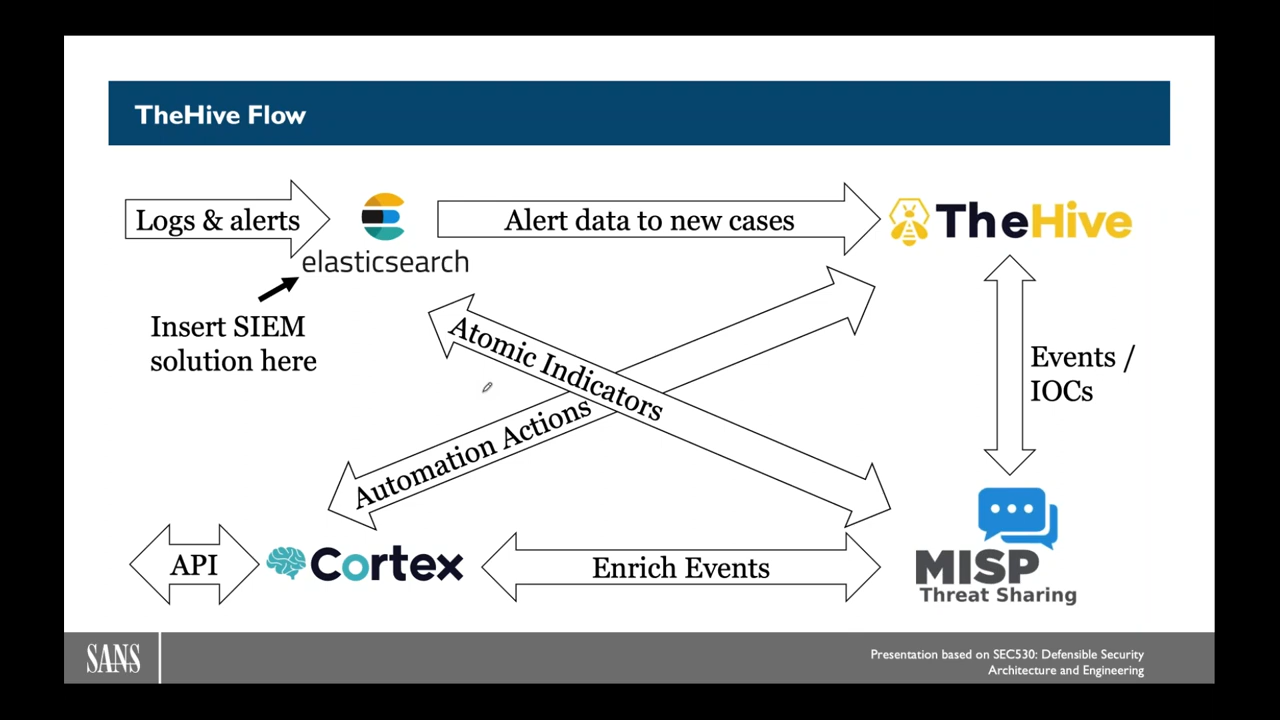 TheHive Flow
Logs & alerts
elasticsearch
Alert data to new cases
TheHive
Insert SIEM
solution here
Atomic Indicators
Automation Actions
Events /
IOCs
API
Cortex
Enrich Events
MISP
Threat Sharing
SANS
Presentation based on SEC530: Defensible Security
Architecture and Engineering